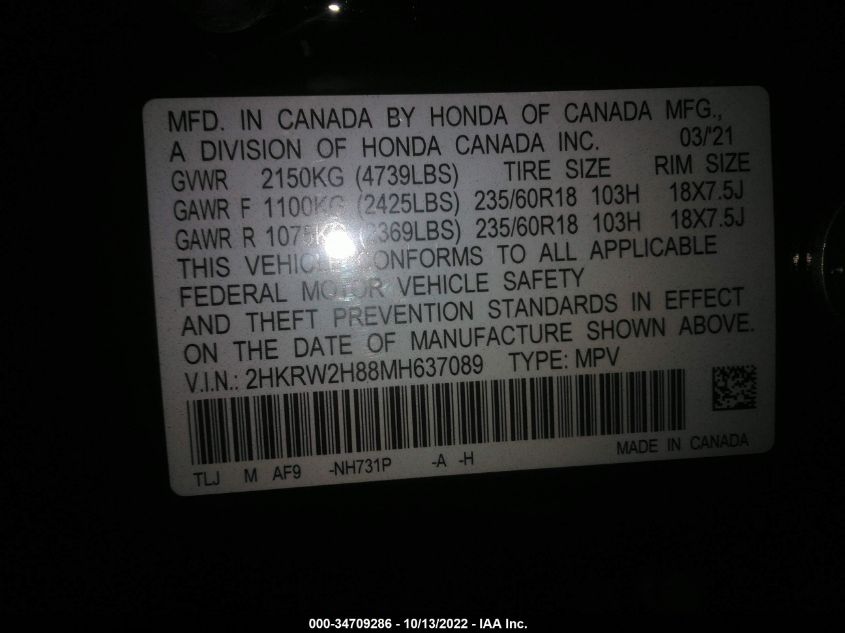 MFD. IN CANADA BY HONDA OF CANADA MFG.,
A DIVISION OF HONDA CANADA INC. 03/'21
GVWR 2150KG (4739LBS) TIRE SIZE RIM SIZE
GAWR F 1100KG (2425LBS) 235/60R18 103H 18X7.5J
GAWR R 235/60R18 103H 18X7.5J
THIS VEHICLE CONFORMS TO ALL APPLICABLE
FEDERAL MOTOR VEHICLE SAFETY
AND THEFT PREVENTION STANDARDS IN EFFECT
ON THE DATE OF MANUFACTURE SHOWN ABOVE.
V.I.N.: 2HKRW2H88MH637089 TYPE: MPV
MADE IN CANADA
TLJ M AF9 -NH731P -A -H
000-34709286 - 10/13/2022 - IAA Inc.